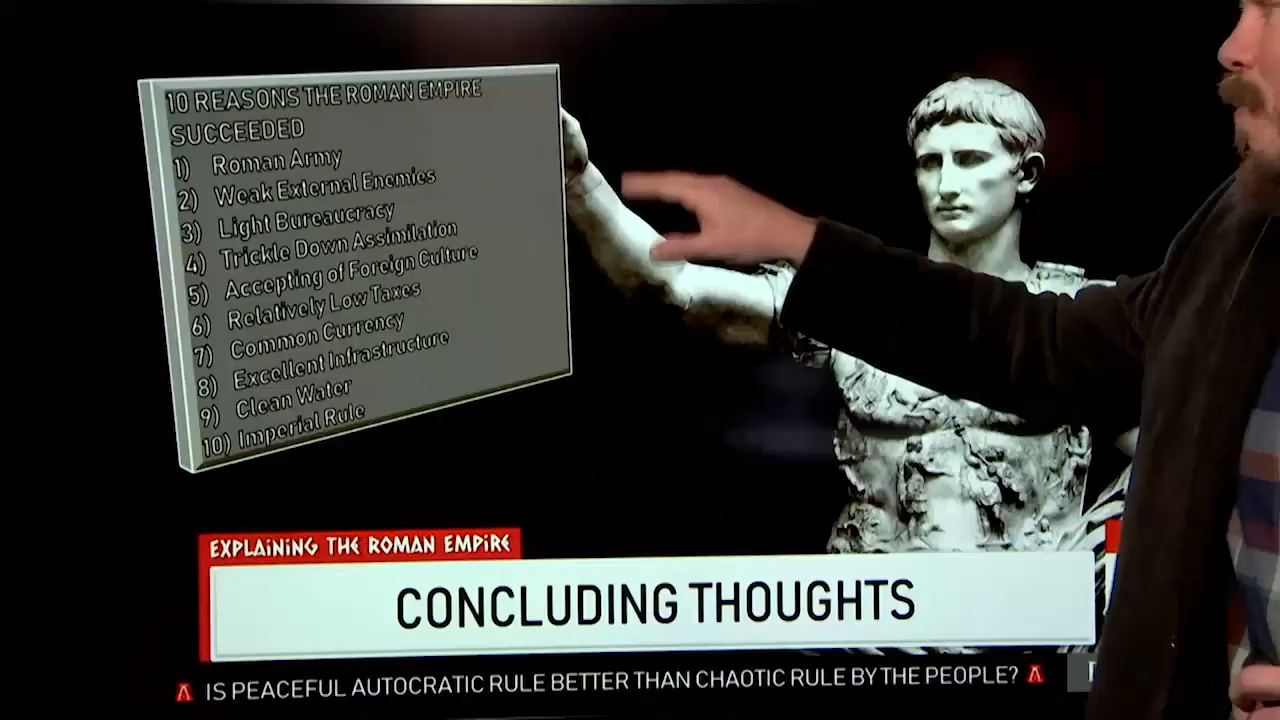 10 REASONS THE ROMAN EMPIRE
SUCCEEDED
1) Roman Army
2) Weak External Enemies
3) Light Bureaucracy
4) Trickle Down Assimilation
5) Accepting of Foreign Culture
6) Relatively Low Taxes
7) Common Currency
8) Excellent Infrastructure
9) Clean Water
10) Imperial Rule
EXPLAINING THE ROMAN EMPIRE
CONCLUDING THOUGHTS
IS PEACEFUL AUTOCRATIC RULE BETTER THAN CHAOTIC RULE BY THE PEOPLE?